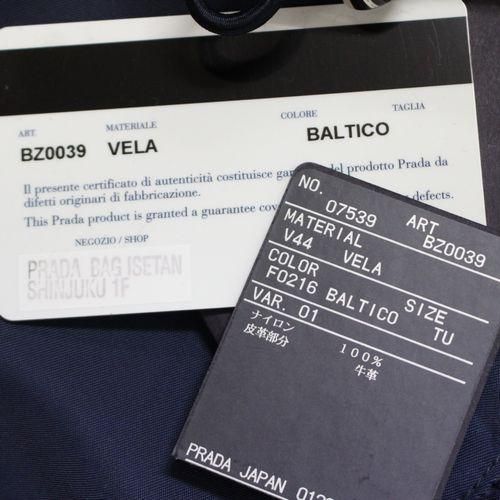 ART. MATERIALE COLORE TAGLIA
BZ0039 VELA BALTICO
Il presente certificato di autenticità costituisce del prodotto Prada da
difetti originari di fabbricazione.
This Prada product is granted a guarantee defects.
NEGOZIO / SHOP
PRADA BAG ISETAN
SHINJUKU 1F
NO. ART
07539 BZ0039
MATERIAL
V44 VELA
COLOR SIZE
F0216 BALTICO TU
VAR. 01
ナイロン 100%
皮革部分 牛革
PRADA JAPAN